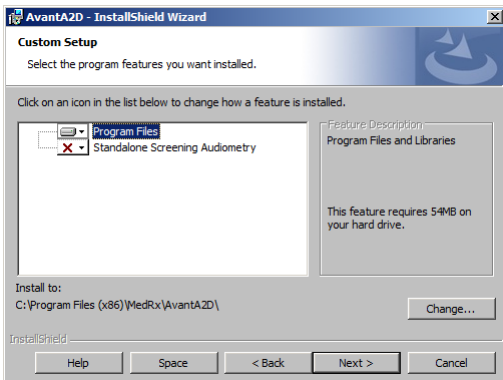 AvantA2D - InstallShield Wizard
Custom Setup
Select the program features you want installed.
Click on an icon in the list below to change how a feature is installed.
Program Files
Standalone Screening Audiometry
Feature Description
Program Files and Libraries
This feature requires 54MB on
your hard drive.
Install to:
C:\Program Files (x86)\MedRx\AvantA2D\
Change...
InstallShield
Help
Space
< Back
Next >
Cancel